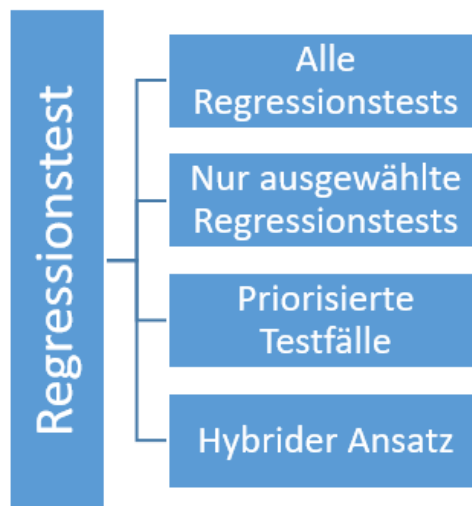 Regressionstest
Alle
Regressionstests
Nur ausgewählte
Regressionstests
Priorisierte
Testfälle
Hybrider Ansatz